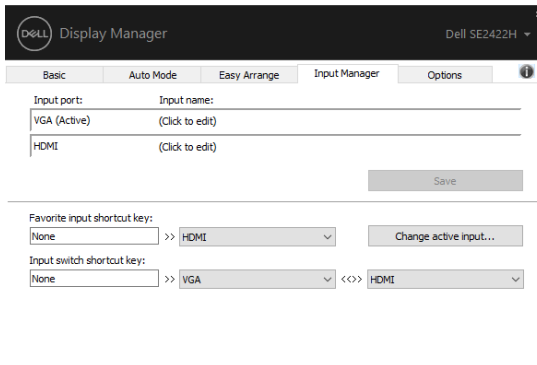 DELL Display Manager Dell SE2422H
Basic Auto Mode Easy Arrange Input Manager Options
Input port: Input name:
VGA (Active) (Click to edit)
HDMI (Click to edit)
Save
Favorite input shortcut key:
None >> HDMI Change active input...
Input switch shortcut key:
None >> VGA <<>> HDMI